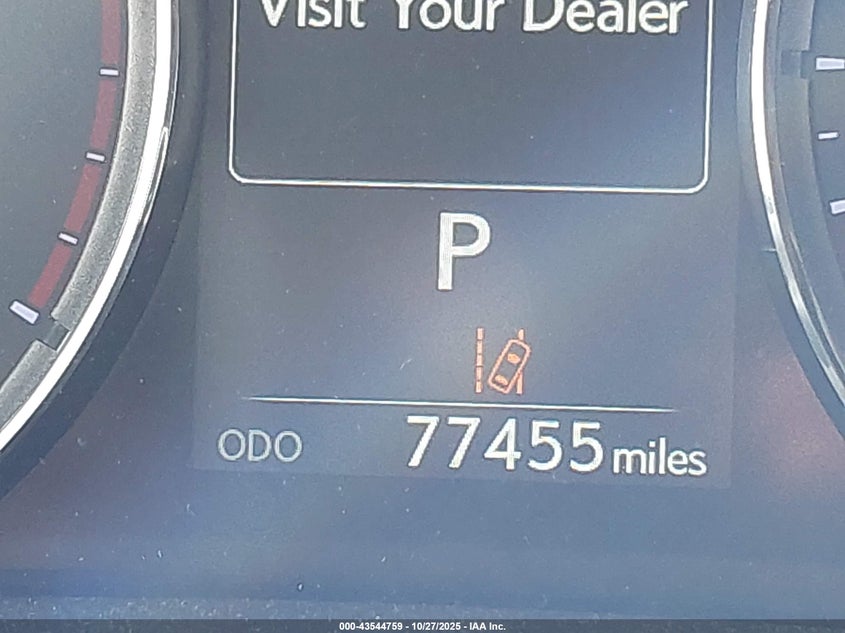 Visit Your Dealer
P
ODO 77455 miles
000-43544759 - 10/27/2025 - IAA Inc.